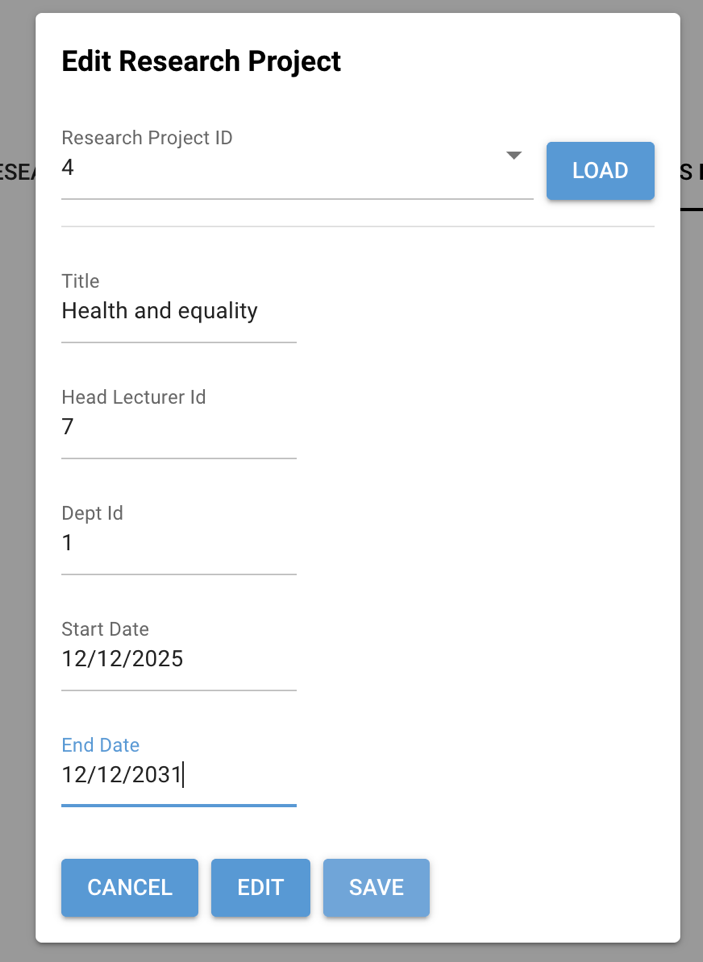 Edit Research Project
Research Project ID
4
LOAD
Title
Health and equality
Head Lecturer Id
7
Dept Id
1
Start Date
12/12/2025
End Date
12/12/2031
CANCEL EDIT SAVE